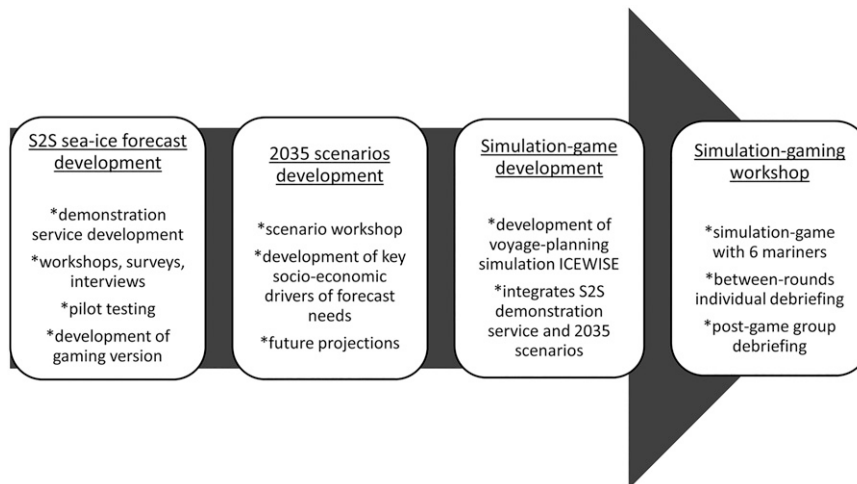 S2S sea-ice forecast
development
*demonstration
service development
*workshops, surveys,
interviews
*pilot testing
*development of
gaming version
2035 scenarios
development
*scenario workshop
*development of key
socio-economic
drivers of forecast
needs
*future projections
Simulation-game
development
*development of
voyage-planning
simulation ICEWISE
*integrates S2S
demonstration
service and 2035
scenarios
Simulation-gaming
workshop
*simulation-game
with 6 mariners
*between-rounds
individual debriefing
*post-game group
debriefing